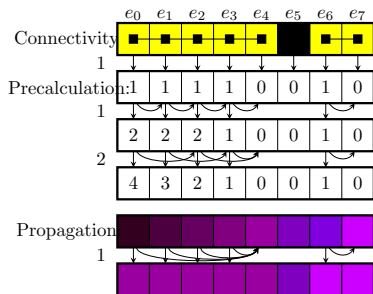 e₀ e₁ e₂ e₃ e₄ e₅ e₆ e₇
Connectivity
1
Precalculation: 1 1 1 1 0 0 1 0
1
2 2 2 1 0 0 1 0
2
4 3 2 1 0 0 1 0
Propagation
1